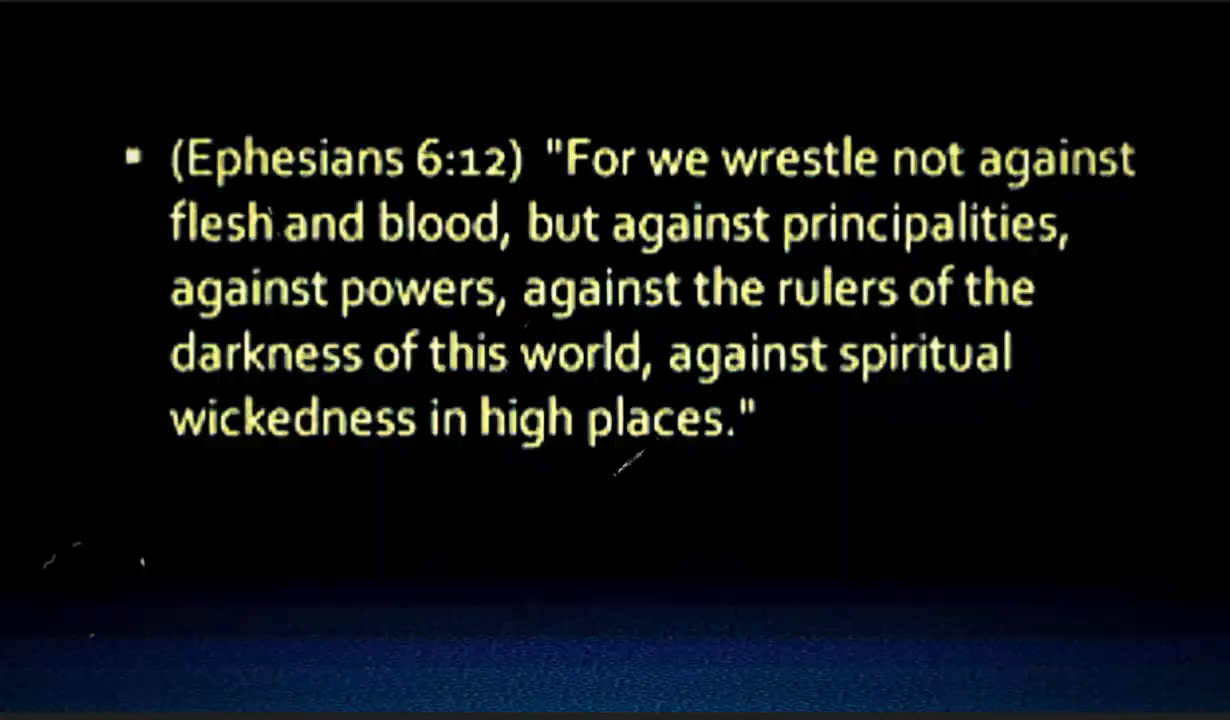 ▪ (Ephesians 6:12) "For we wrestle not against
flesh and blood, but against principalities,
against powers, against the rulers of the
darkness of this world, against spiritual
wickedness in high places."